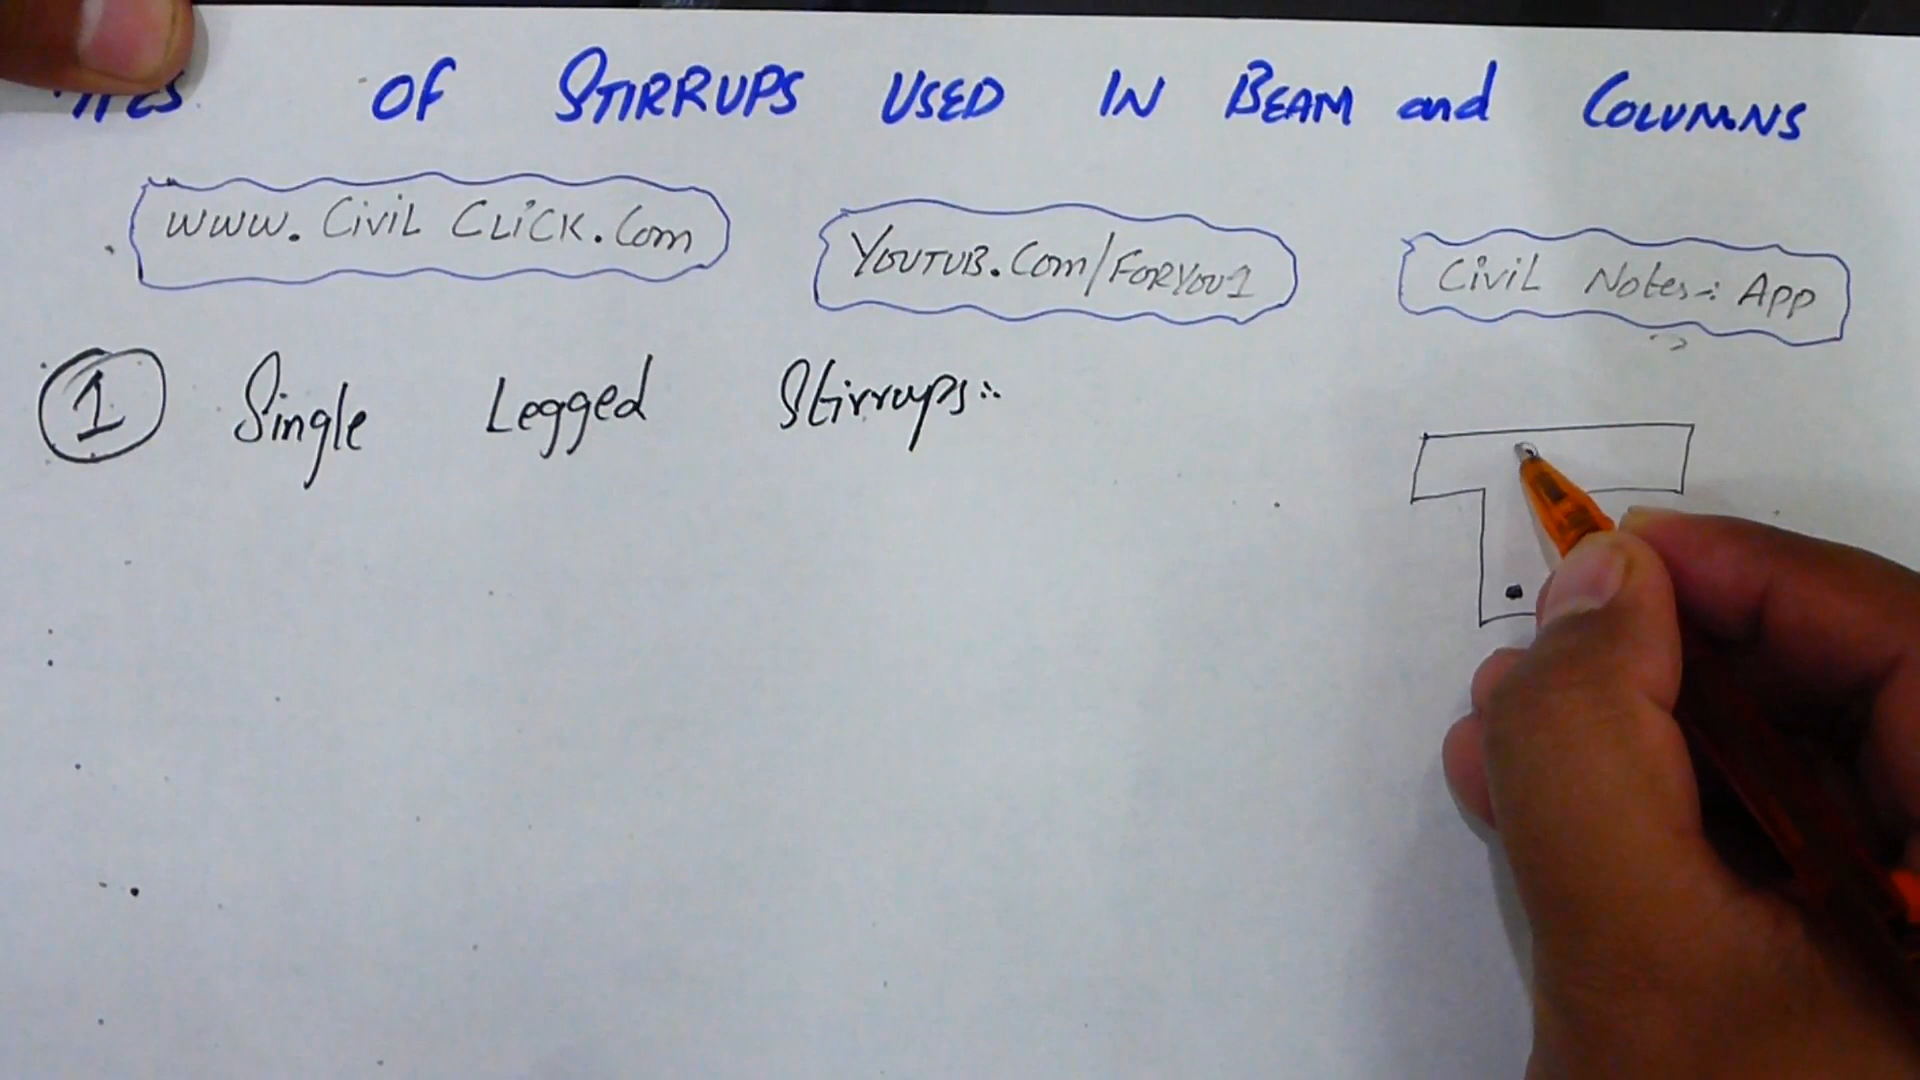 OF STIRRUPS USED IN BEAM and COLUMNS
www. Civil CLiCK.Com
YOUTUB.Com/FORYOU1
Civil Notes:- App
1 Single Legged Stirrups:-